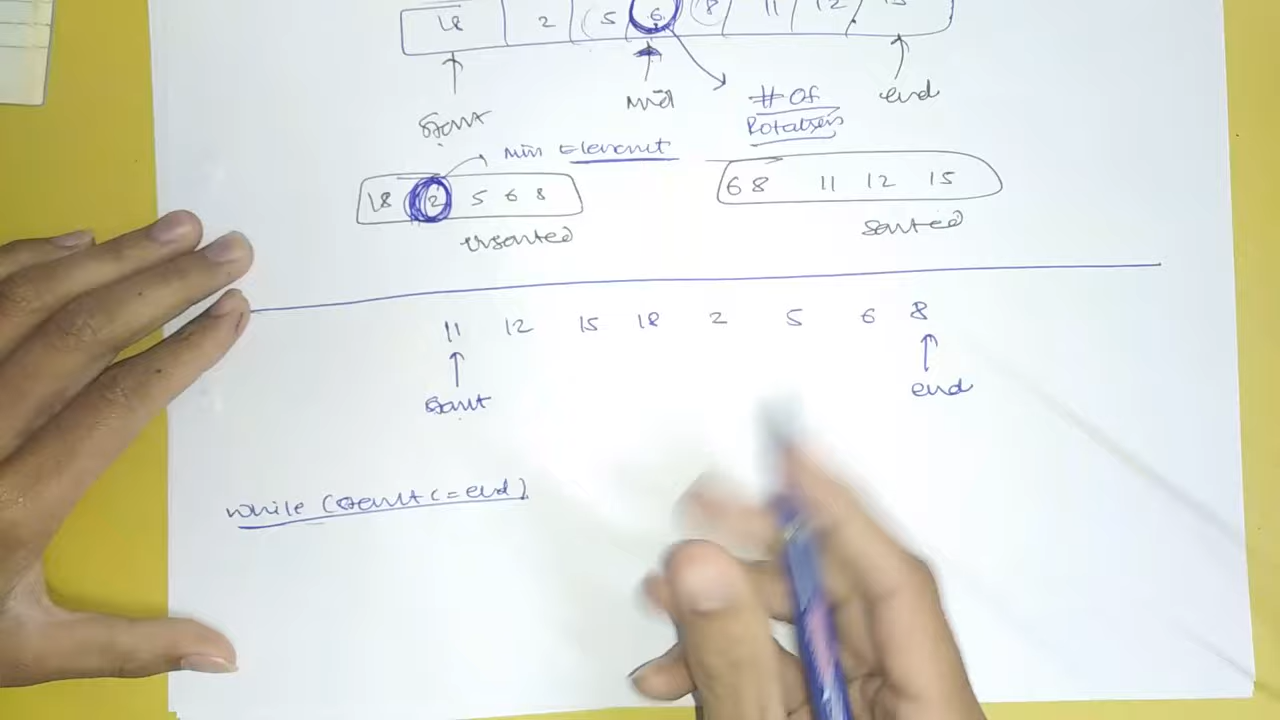 18 2 5 6 8 11 12 15
start mid end
# Of
Rotations
min Element
18 2 5 6 8
6 8 11 12 15
unsorted sorted
11 12 15 18 2 5 6 8
start end
while (start <= end)